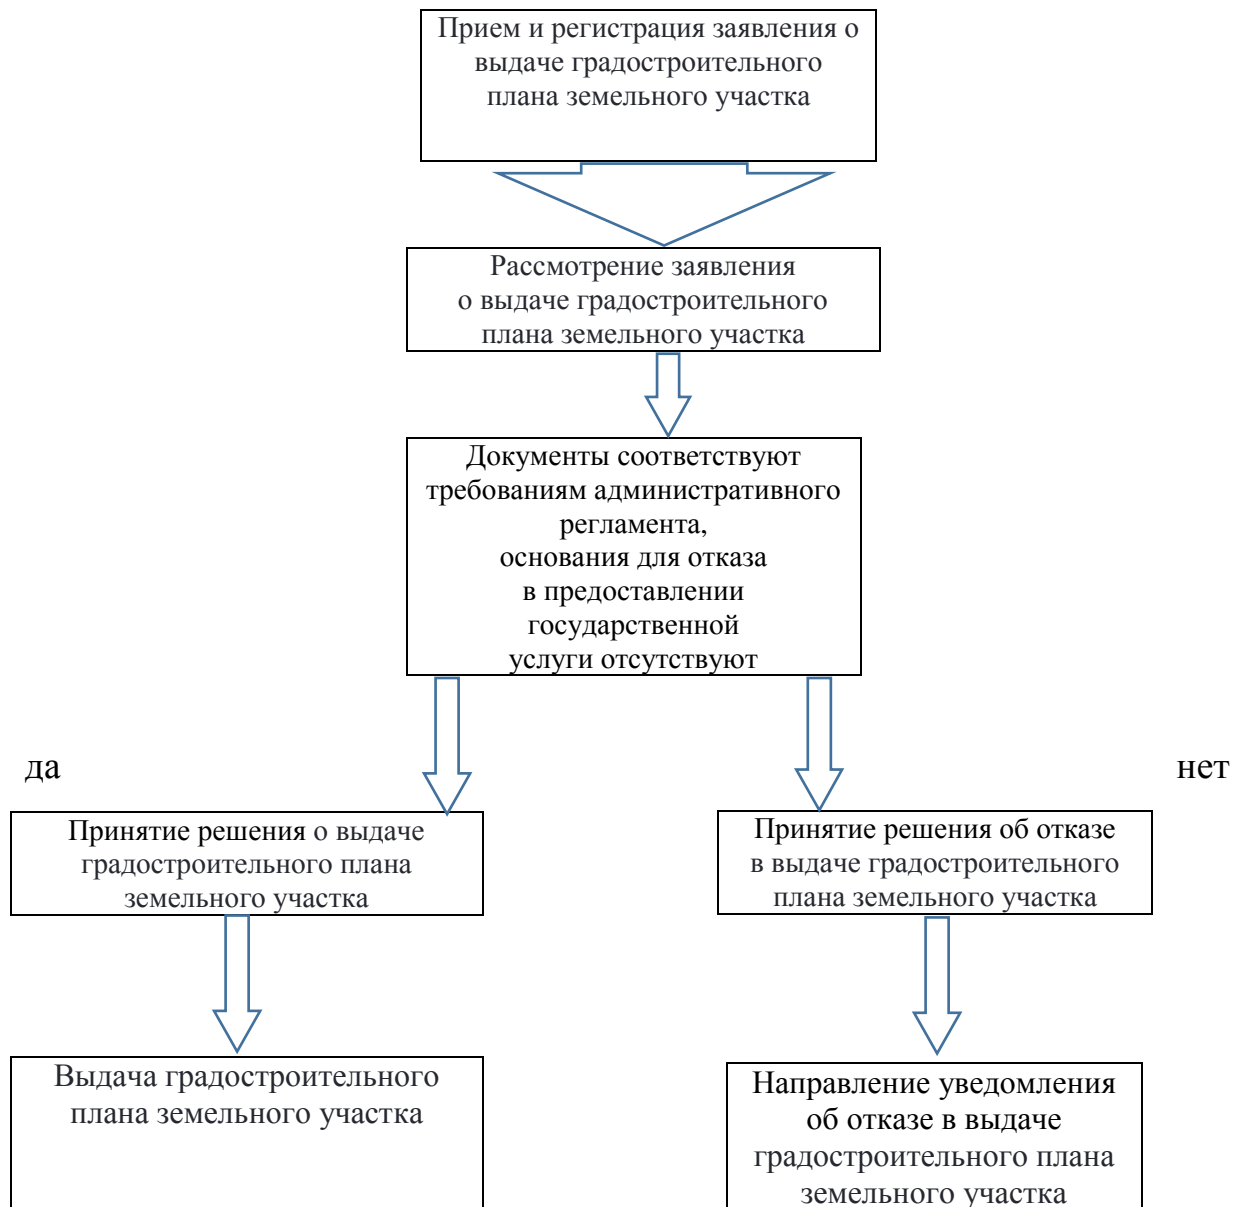 Прием и регистрация заявления о
выдаче градостроительного
плана земельного участка
Рассмотрение заявления
о выдаче градостроительного
плана земельного участка
Документы соответствуют
требованиям административного
регламента,
основания для отказа
в предоставлении
государственной
услуги отсутствуют
да
нет
Принятие решения о выдаче
градостроительного плана
земельного участка
Принятие решения об отказе
в выдаче градостроительного
плана земельного участка
Выдача градостроительного
плана земельного участка
Направление уведомления
об отказе в выдаче
градостроительного плана
земельного участка